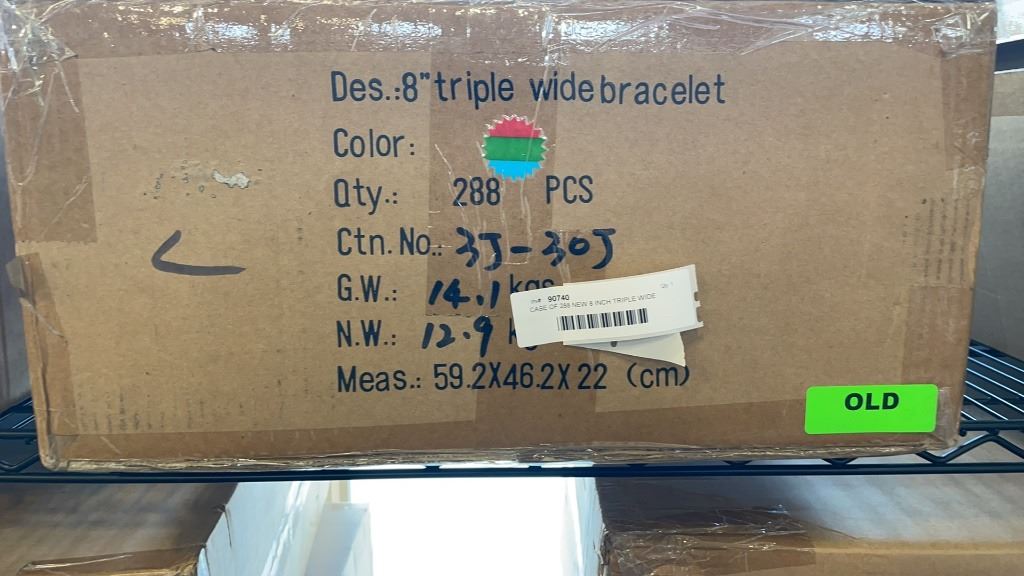 Des.:8"triple wide bracelet
Color:
Qty.: 288 PCS
Ctn. No.: 3J-30J
G.W.: 14.1 kgs
N.W.: 12.9
Meas.: 59.2X46.2X22 (cm)
90740
CASE OF 288 NEW 8 INCH TRIPLE WIDE
OLD